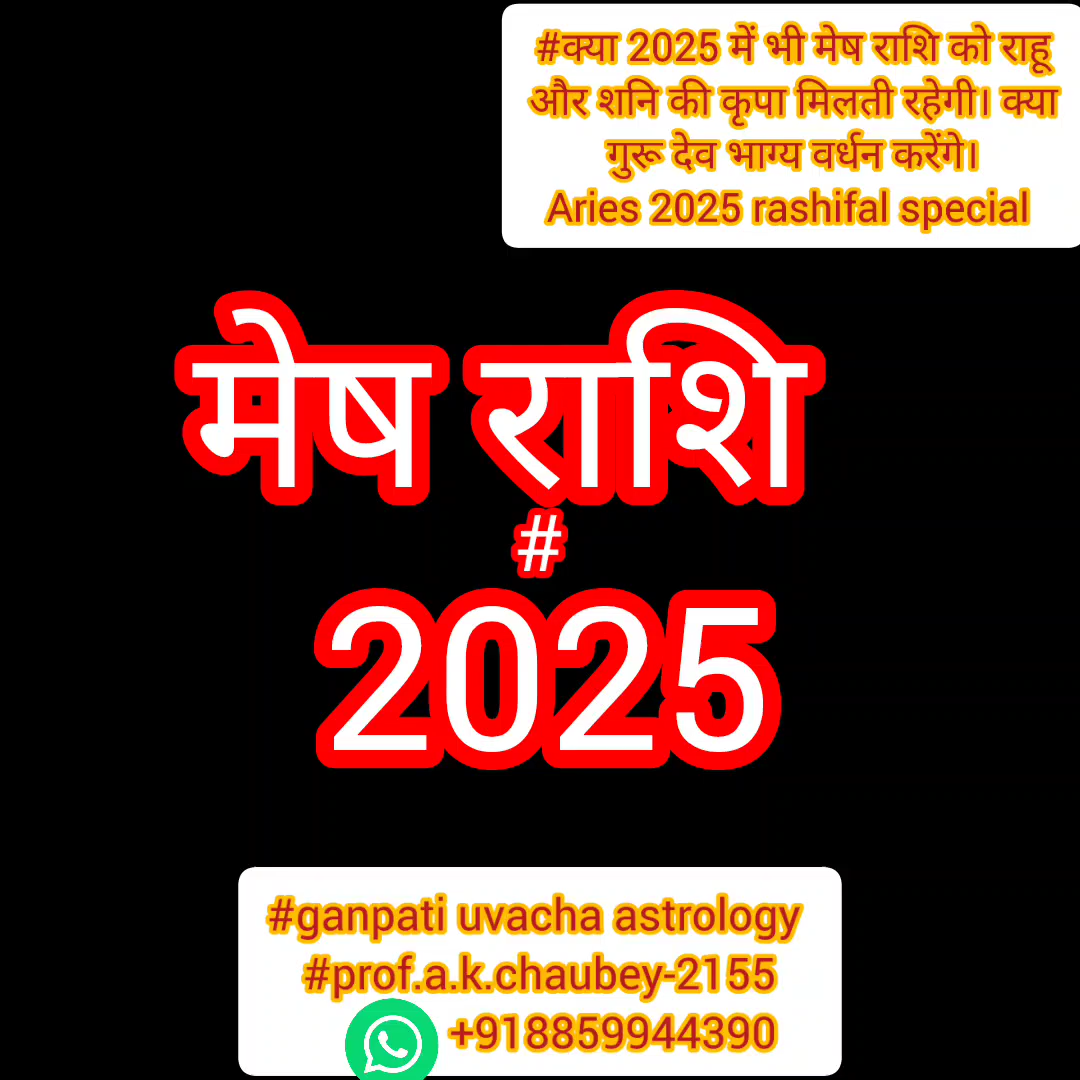 #क्या 2025 में भी मेष राशि को राहू
और शनि की कृपा मिलती रहेगी। क्या
गुरू देव भाग्य वर्धन करेंगे।
Aries 2025 rashifal special
मेष राशि
#
2025
#ganpati uvacha astrology
#prof.a.k.chaubey-2155
+918859944390